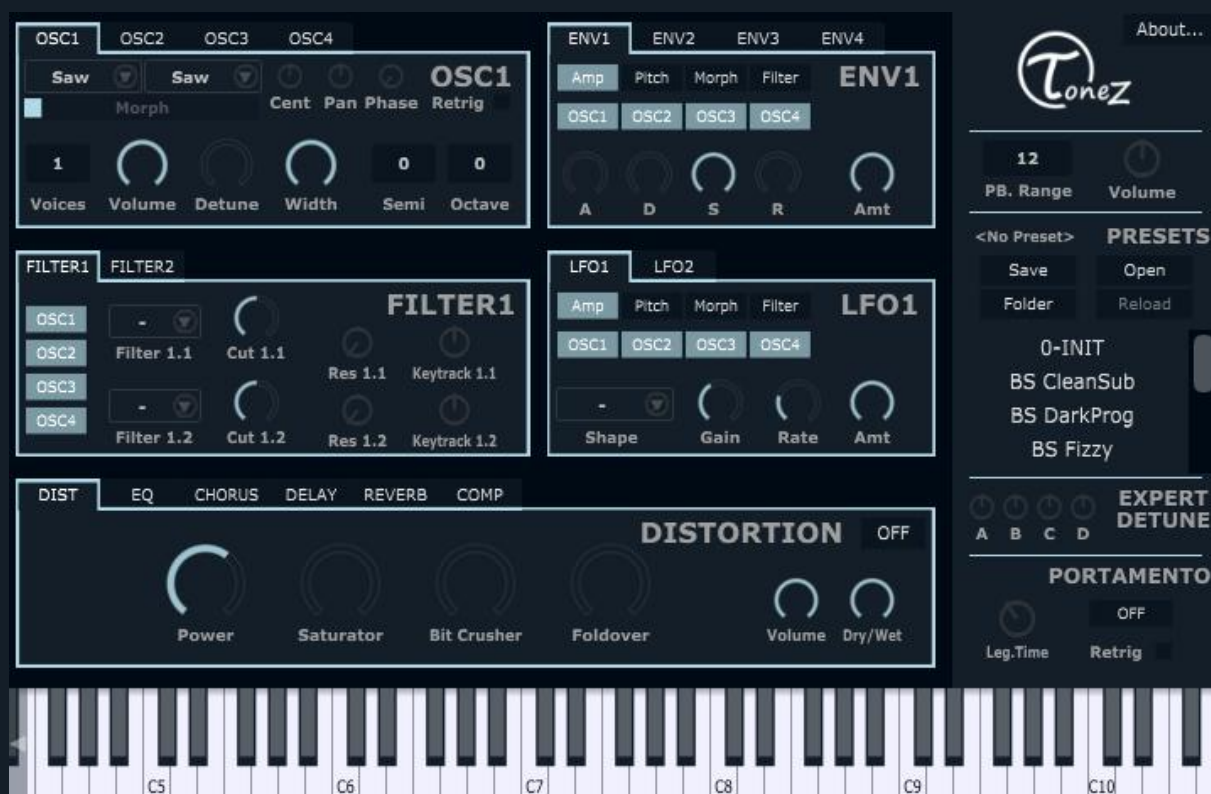 OSC1 OSC2 OSC3 OSC4
Saw Saw OSC1
Morph Cent Pan Phase Retrig
1 0 0
Voices Volume Detune Width Semi Octave
ENV1 ENV2 ENV3 ENV4
Amp Pitch Morph Filter ENV1
OSC1 OSC2 OSC3 OSC4
A D S R Amt
About...
ToneZ
12
PB. Range Volume
<No Preset> PRESETS
Save Open
Folder Reload
0-INIT
BS CleanSub
BS DarkProg
BS Fizzy
FILTER1 FILTER2
FILTER1
OSC1 -
OSC2 Filter 1.1 Cut 1.1
Res 1.1 Keytrack 1.1
OSC3
OSC4 -
Filter 1.2 Cut 1.2 Res 1.2 Keytrack 1.2
LFO1 LFO2
Amp Pitch Morph Filter LFO1
OSC1 OSC2 OSC3 OSC4
-
Shape Gain Rate Amt
DIST EQ CHORUS DELAY REVERB COMP
DISTORTION OFF
Power Saturator Bit Crusher Foldover Volume Dry/Wet
EXPERT
DETUNE
A B C D
PORTAMENTO
OFF
Leg.Time Retrig
C5 C6 C7 C8 C9 C10